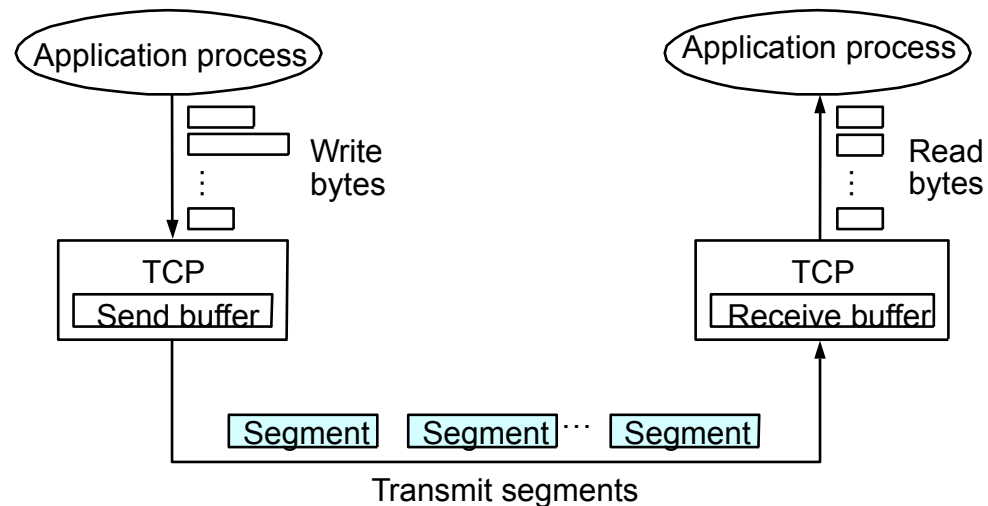 Application process
Application process
Write
bytes
⋮
Read
bytes
⋮
TCP
Send buffer
TCP
Receive buffer
Segment
Segment
…
Segment
Transmit segments